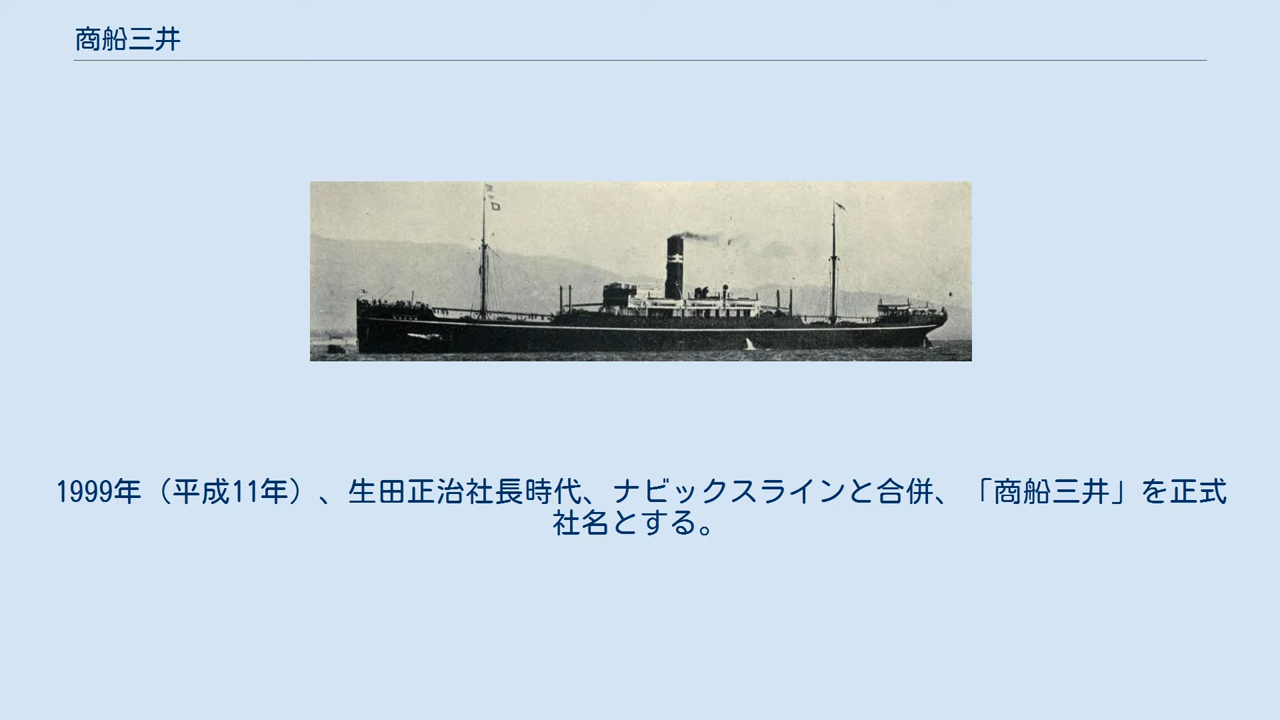 商船三井
1999年（平成11年）、生田正治社長時代、ナビックスラインと合併、「商船三井」を正式
社名とする。